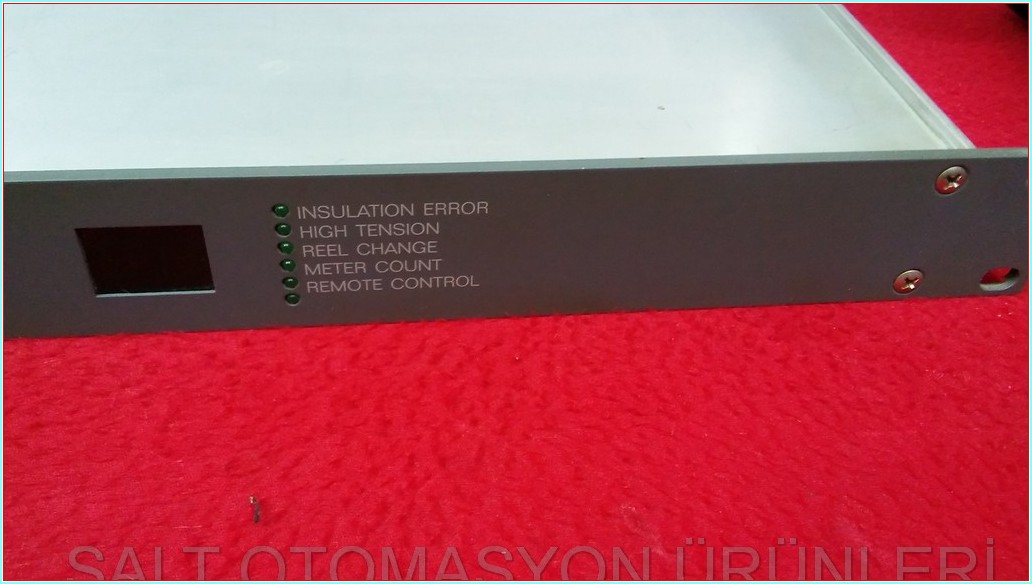 INSULATION ERROR
HIGH TENSION
REEL CHANGE
METER COUNT
REMOTE CONTROL
SALT OTOMASYON ÜRÜNLERİ